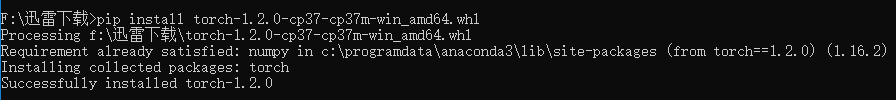 F:\迅雷下载>pip install torch-1.2.0-cp37-cp37m-win_amd64.whl
Processing f:\迅雷下载\torch-1.2.0-cp37-cp37m-win_amd64.whl
Requirement already satisfied: numpy in c:\programdata\anaconda3\lib\site-packages (from torch==1.2.0) (1.16.2)
Installing collected packages: torch
Successfully installed torch-1.2.0